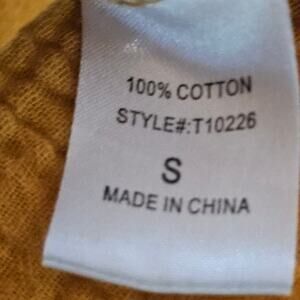 100% COTTON
STYLE#:T10226
S
MADE IN CHINA